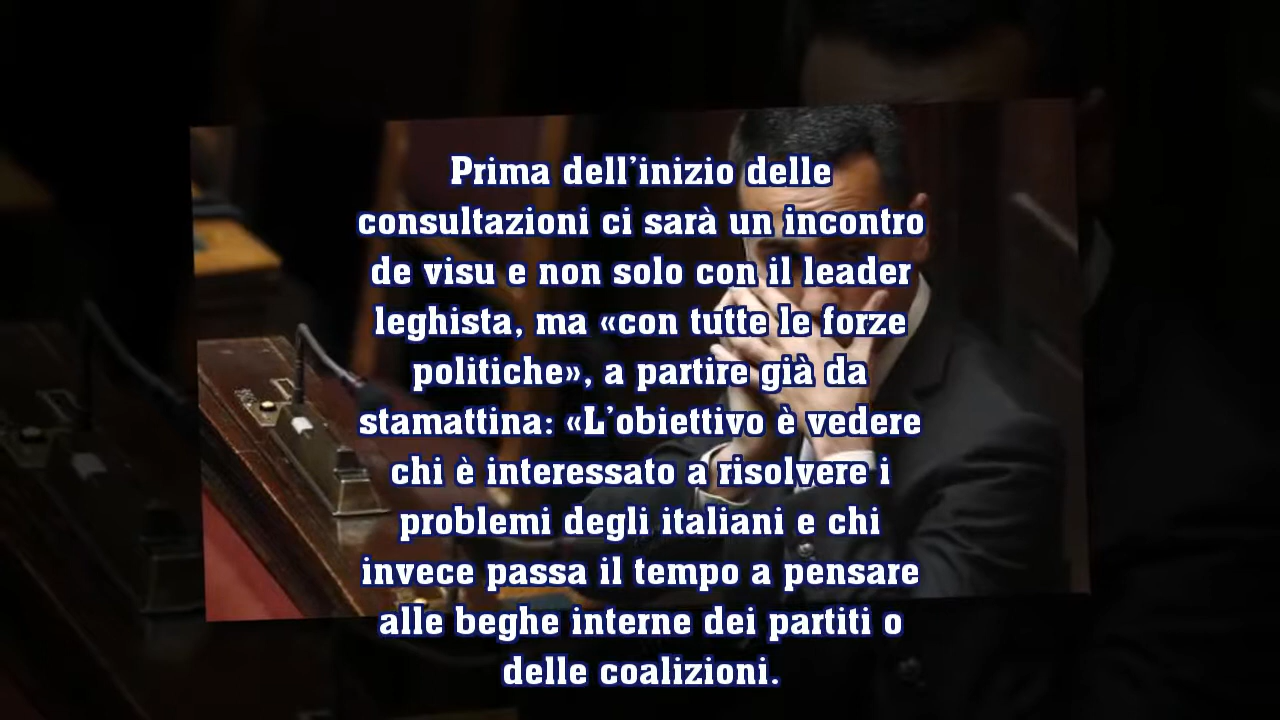 Prima dell’inizio delle
consultazioni ci sarà un incontro
de visu e non solo con il leader
leghista, ma «con tutte le forze
politiche», a partire già da
stamattina: «L’obiettivo è vedere
chi è interessato a risolvere i
problemi degli italiani e chi
invece passa il tempo a pensare
alle beghe interne dei partiti o
delle coalizioni.